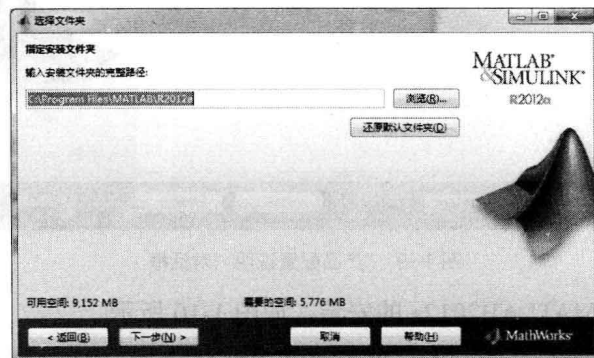 选择文件夹
指定安装文件夹
输入安装文件夹的完整路径:
C:\Program Files\MATLAB\R2012a
浏览(R)...
还原默认文件夹(D)
MATLAB®
&SIMULINK®
R2012a
可用空间: 9,152 MB
需要的空间: 5,776 MB
< 返回(B)
下一步(N) >
取消
帮助(H)
MathWorks